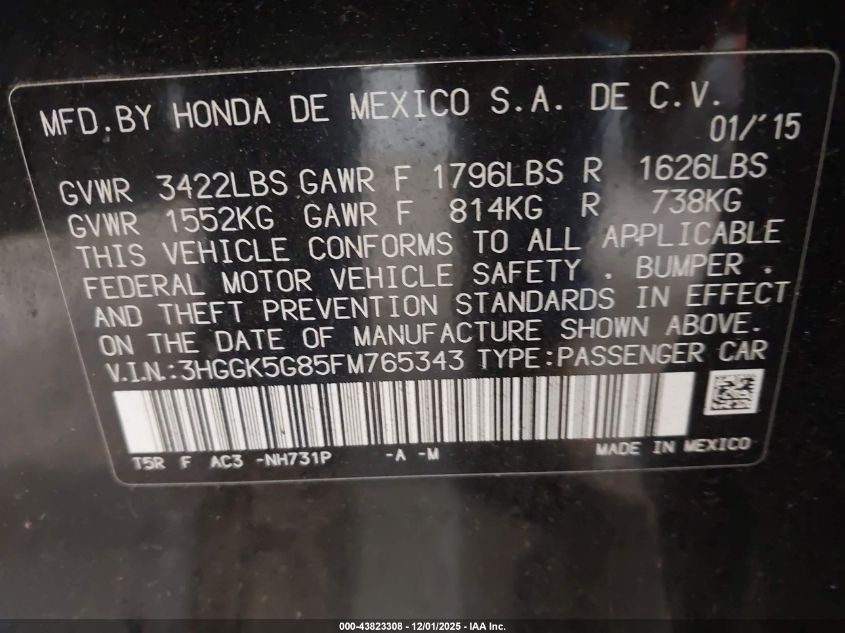 MFD.BY HONDA DE MEXICO S.A. DE C.V.
01/'15
GVWR 3422LBS GAWR F 1796LBS R 1626LBS
GVWR 1552KG GAWR F 814KG R 738KG
THIS VEHICLE CONFORMS TO ALL APPLICABLE
FEDERAL MOTOR VEHICLE SAFETY . BUMPER .
AND THEFT PREVENTION STANDARDS IN EFFECT
ON THE DATE OF MANUFACTURE SHOWN ABOVE.
V.I.N.:3HGGK5G85FM765343 TYPE:PASSENGER CAR
T5R F AC3 -NH731P -A -M MADE IN MEXICO
000-43823308 - 12/01/2025 - IAA Inc.